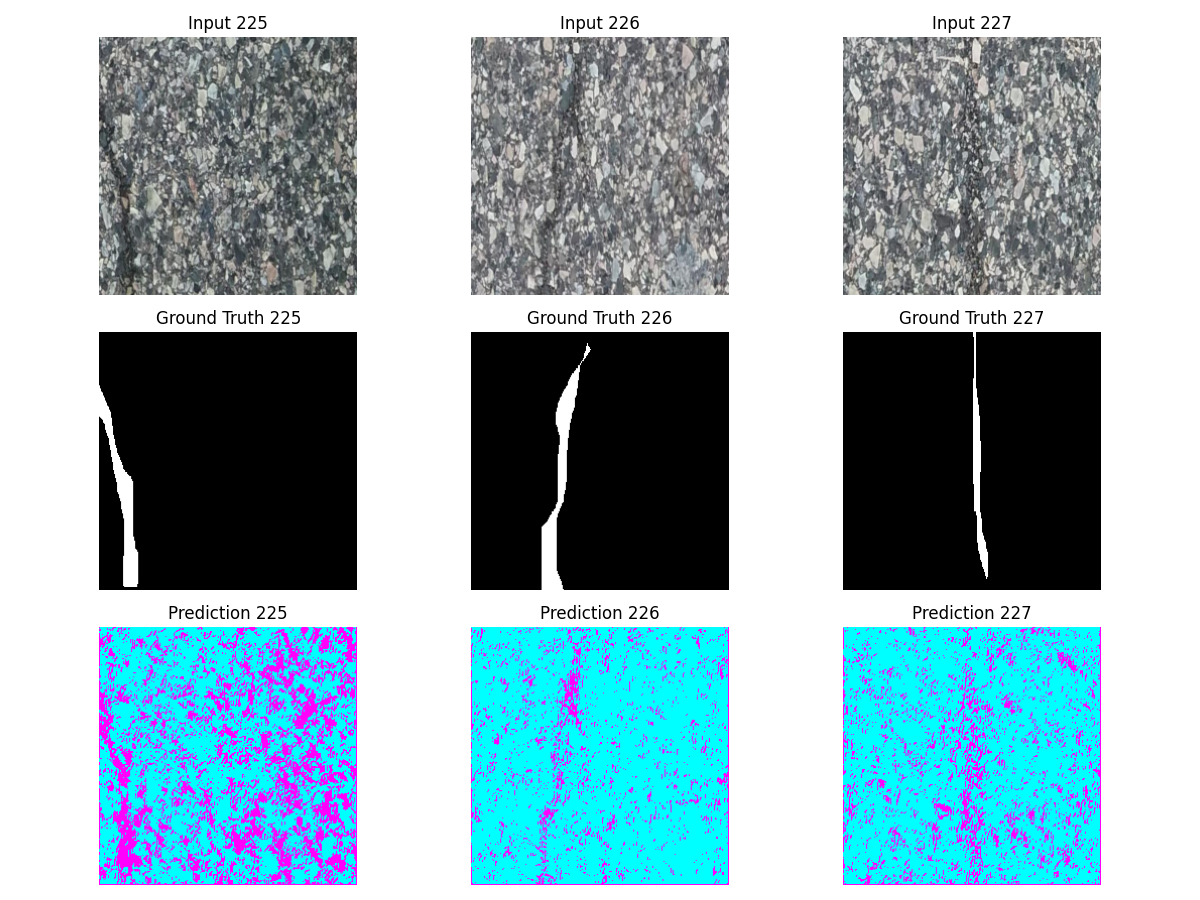 Input 225
Input 226
Input 227
Ground Truth 225
Ground Truth 226
Ground Truth 227
Prediction 225
Prediction 226
Prediction 227